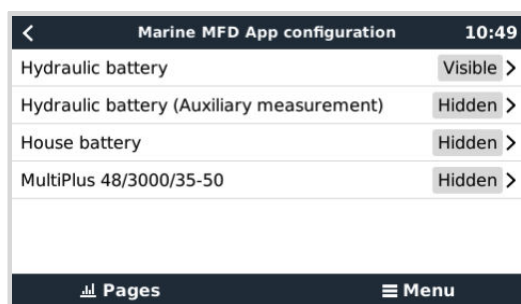 Marine MFD App configuration 10:49
Hydraulic battery Visible
Hydraulic battery (Auxiliary measurement) Hidden
House battery Hidden
MultiPlus 48/3000/35-50 Hidden
Pages Menu